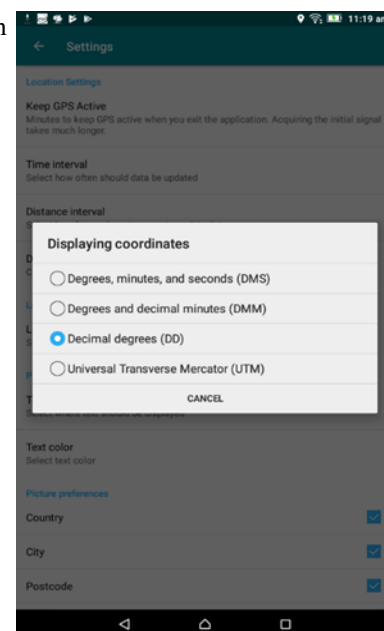 11:19 am
Settings
Location Settings
Keep GPS Active
Minutes to keep GPS active when you exit the application. Acquiring the initial signal
takes much longer.
Time interval
Select how often should data be updated
Distance interval
Displaying coordinates
Degrees, minutes, and seconds (DMS)
Degrees and decimal minutes (DMM)
Decimal degrees (DD)
Universal Transverse Mercator (UTM)
CANCEL
Text color
Select text color
Picture preferences
Country
City
Postcode